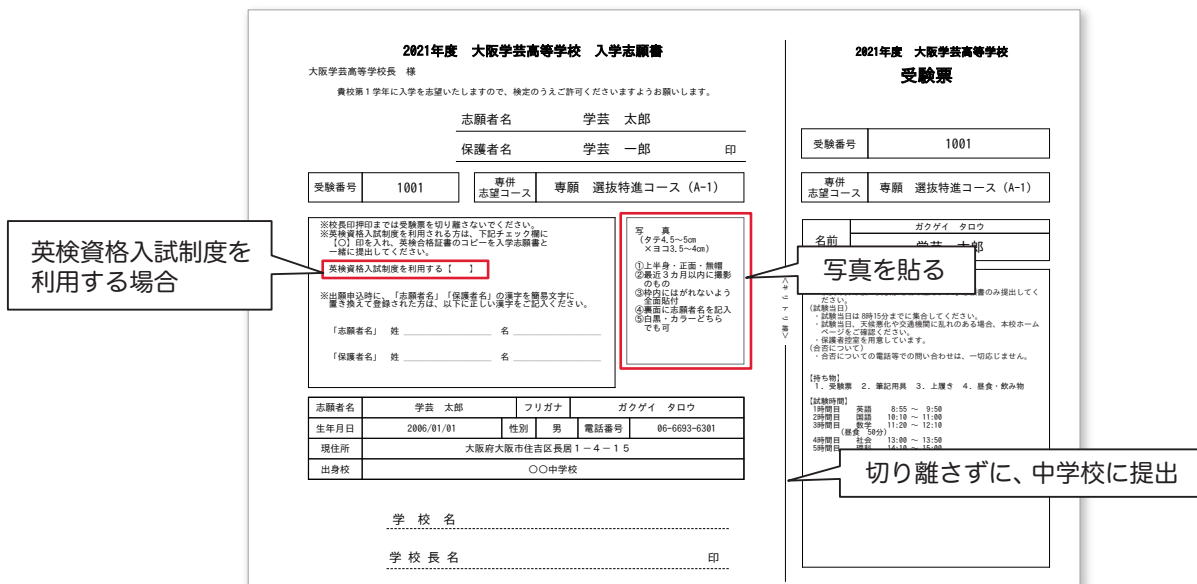 2021年度 大阪学芸高等学校 入学志願書
大阪学芸高等学校長 様
貴校第1学年に入学を志望いたしますので、検定のうえご許可くださいますようお願いします。
志願者名 学芸 太郎
保護者名 学芸 一郎 印
受験番号 1001
専併
志望コース 専願 選抜特進コース (A-1)
※校長印押印までは受験票を切り離さないでください。
※英検資格入試制度を利用される方は、下記チェック欄に
【○】印を入れ、英検合格証書のコピーを入学志願書と
一緒に提出してください。
英検資格入試制度を利用する【 】
※出願申込時に、「志願者名」「保護者名」の漢字を簡易文字に
置き換えて登録された方は、以下に正しい漢字をご記入ください。
「志願者名」 姓 名
「保護者名」 姓 名
写 真
(タテ4.5~5cm
×ヨコ3.5~4cm)
①上半身・正面・無帽
②最近3カ月以内に撮影
のもの
③枠内にはがれないよう
全面貼付
④裏面に志願者名を記入
⑤白黒・カラーどちら
でも可
志願者名 学芸 太郎 フリガナ ガクゲイ タロウ
生年月日 2006/01/01 性別 男 電話番号 06-6693-6301
現住所 大阪府大阪市住吉区長居1-4-15
出身校 〇〇中学校
学 校 名
学 校 長 名 印
英検資格入試制度を
利用する場合
写真を貼る
<キリトリ線>
2021年度 大阪学芸高等学校
受験票
受験番号 1001
専併
志望コース 専願 選抜特進コース (A-1)
名前 ガクゲイ タロウ
書のみ提出してく
ださい。
(試験当日)
・試験当日は8時15分までに集合してください。
・試験当日、天候悪化や交通機関に乱れのある場合、本校ホーム
ページをご確認ください。
・保護者控室を用意しています。
(合否について)
・合否についての電話等での問い合わせは、一切応じません。
【持ち物】
1.受験票 2.筆記用具 3.上履き 4.昼食・飲み物
【試験時間】
1時間目 英語 8:55 ~ 9:50
2時間目 国語 10:10 ~ 11:00
3時間目 数学 11:20 ~ 12:10
(昼食 50分)
4時間目 社会 13:00 ~ 13:50
5時間目 理科 14:10 ~ 15:00
切り離さずに、中学校に提出